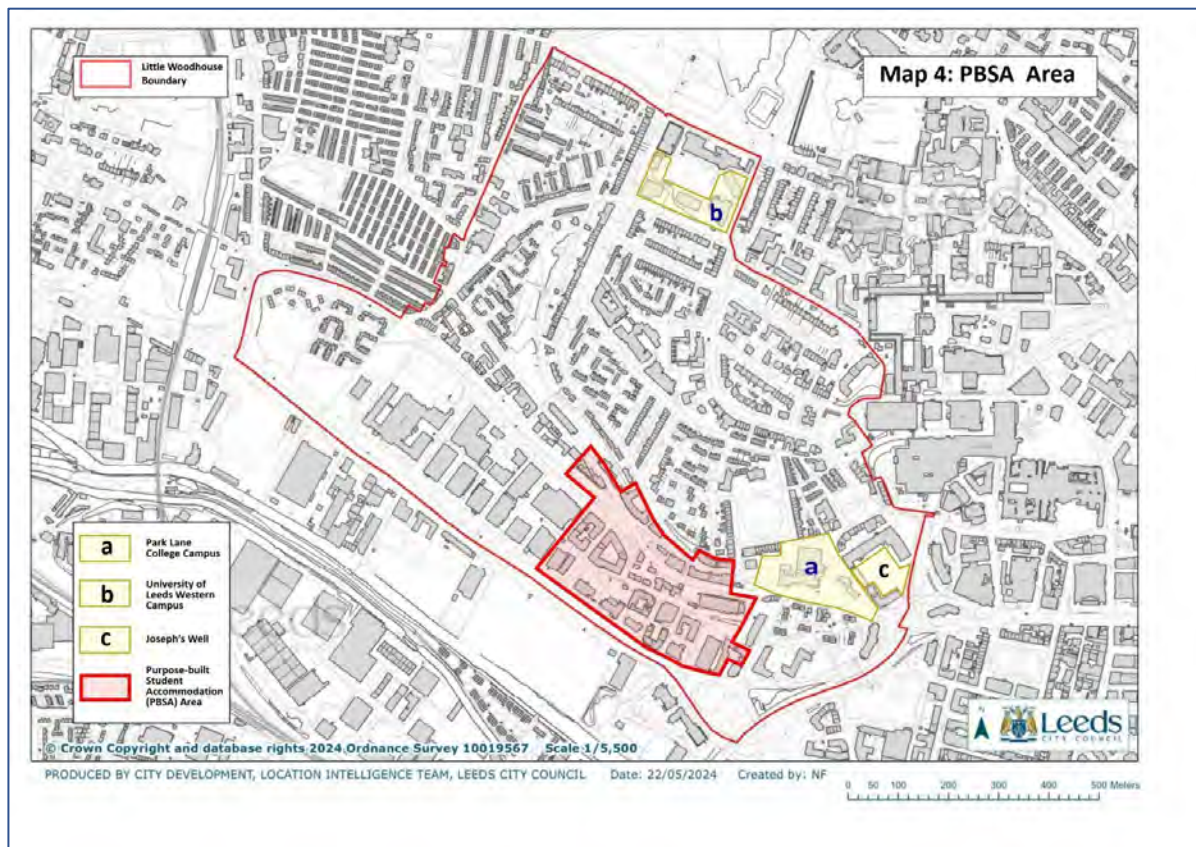 Little Woodhouse
Boundary
Map 4: PBSA Area
b
a
c
a
Park Lane
College Campus
b
University of
Leeds Western
Campus
c
Joseph's Well
Purpose-built
Student
Accommodation
(PBSA) Area
N
Leeds
CITY COUNCIL
© Crown Copyright and database rights 2024 Ordnance Survey 10019567 Scale 1/5,500
PRODUCED BY CITY DEVELOPMENT, LOCATION INTELLIGENCE TEAM, LEEDS CITY COUNCIL Date: 22/05/2024 Created by: NF
0 50 100 200 300 400 500 Meters